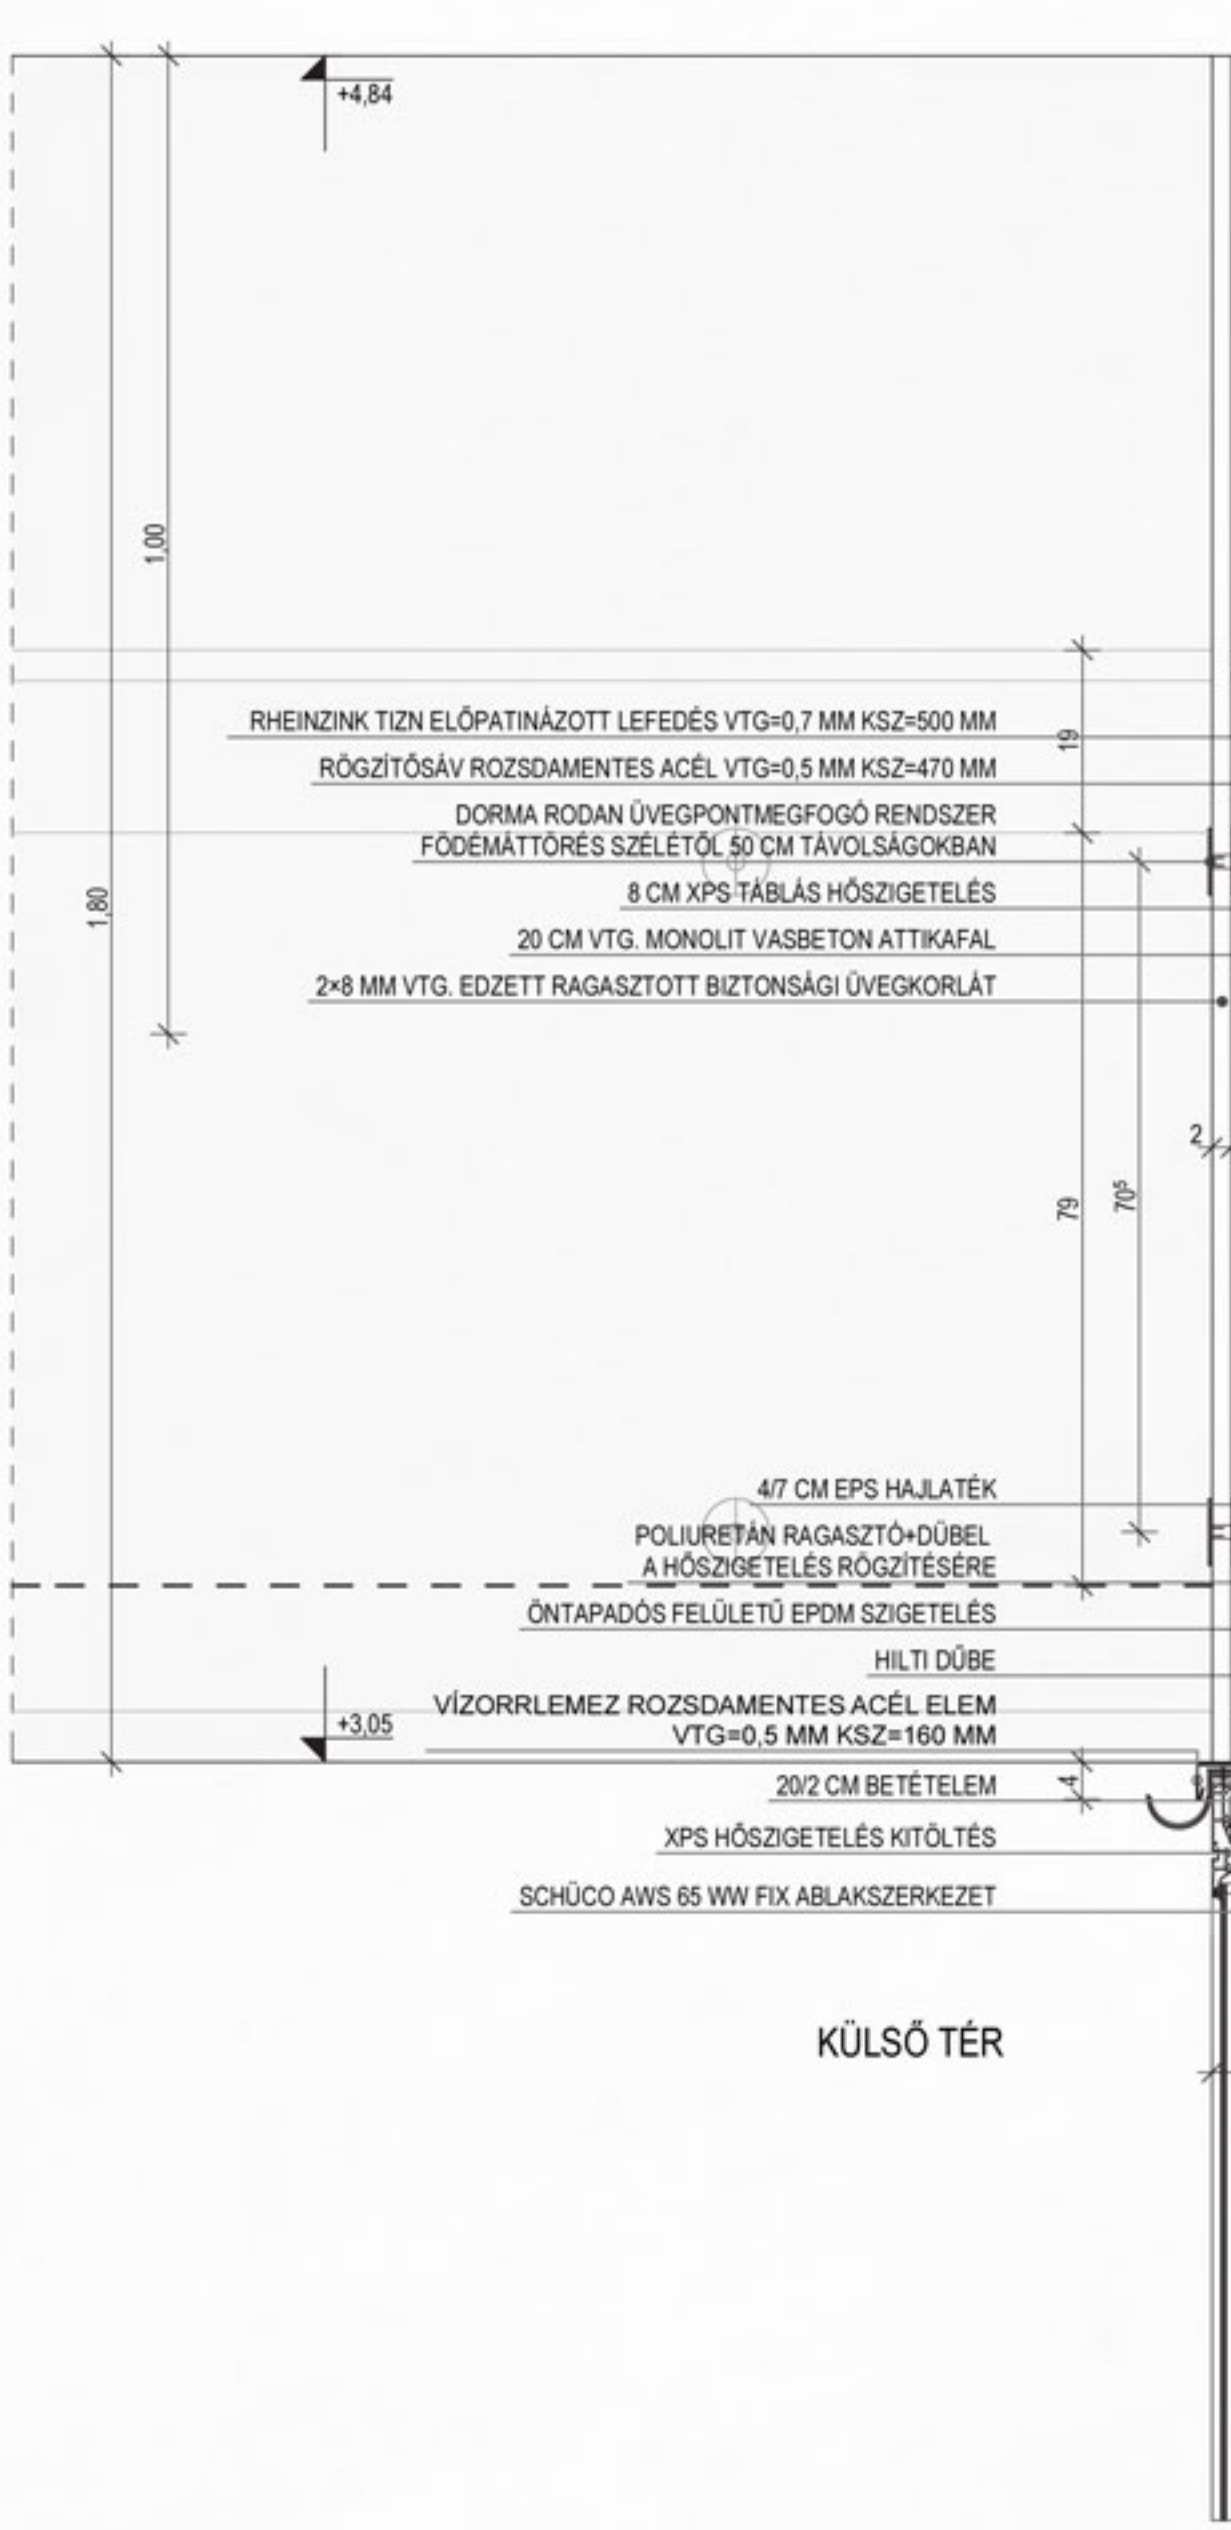 +4,84
1,00
RHEINZINK TIZN ELŐPATINÁZOTT LEFEDÉS VTG=0,7 MM KSZ=500 MM
19
RÖGZÍTŐSÁV ROZSDAMENTES ACÉL VTG=0,5 MM KSZ=470 MM
DORMA RODAN ÜVEGPONTMEGFOGÓ RENDSZER
FÖDÉMÁTTÖRÉS SZÉLÉTŐL 50 CM TÁVOLSÁGOKBAN
8 CM XPS TÁBLÁS HŐSZIGETELÉS
1,80
20 CM VTG. MONOLIT VASBETON ATTIKAFAL
2×8 MM VTG. EDZETT RAGASZTOTT BIZTONSÁGI ÜVEGKORLÁT
2
79
70⁵
4/7 CM EPS HAJLATÉK
POLIURETÁN RAGASZTÓ+DÜBEL
A HŐSZIGETELÉS RÖGZÍTÉSÉRE
ÖNTAPADÓS FELÜLETŰ EPDM SZIGETELÉS
HILTI DŰBE
VÍZORRLEMEZ ROZSDAMENTES ACÉL ELEM
+3,05
VTG=0,5 MM KSZ=160 MM
20/2 CM BETÉTELEM
4
XPS HŐSZIGETELÉS KITÖLTÉS
SCHÜCO AWS 65 WW FIX ABLAKSZERKEZET
KÜLSŐ TÉR